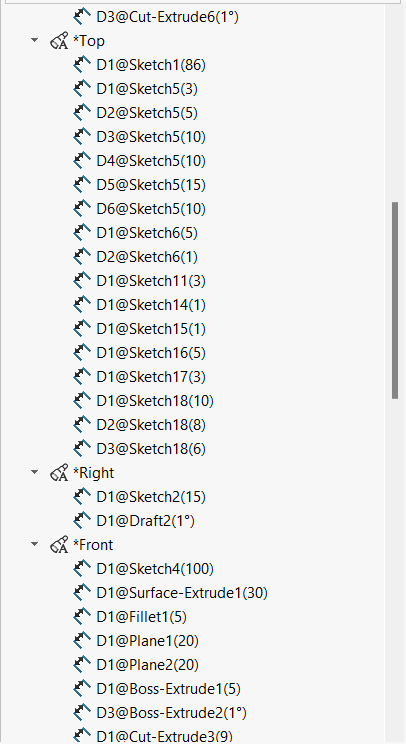 D3@Cut-Extrude6(1°)
*Top
D1@Sketch1(86)
D1@Sketch5(3)
D2@Sketch5(5)
D3@Sketch5(10)
D4@Sketch5(10)
D5@Sketch5(15)
D6@Sketch5(10)
D1@Sketch6(5)
D2@Sketch6(1)
D1@Sketch11(3)
D1@Sketch14(1)
D1@Sketch15(1)
D1@Sketch16(5)
D1@Sketch17(3)
D1@Sketch18(10)
D2@Sketch18(8)
D3@Sketch18(6)
*Right
D1@Sketch2(15)
D1@Draft2(1°)
*Front
D1@Sketch4(100)
D1@Surface-Extrude1(30)
D1@Fillet1(5)
D1@Plane1(20)
D1@Plane2(20)
D1@Boss-Extrude1(5)
D3@Boss-Extrude2(1°)
D1@Cut-Extrude3(9)